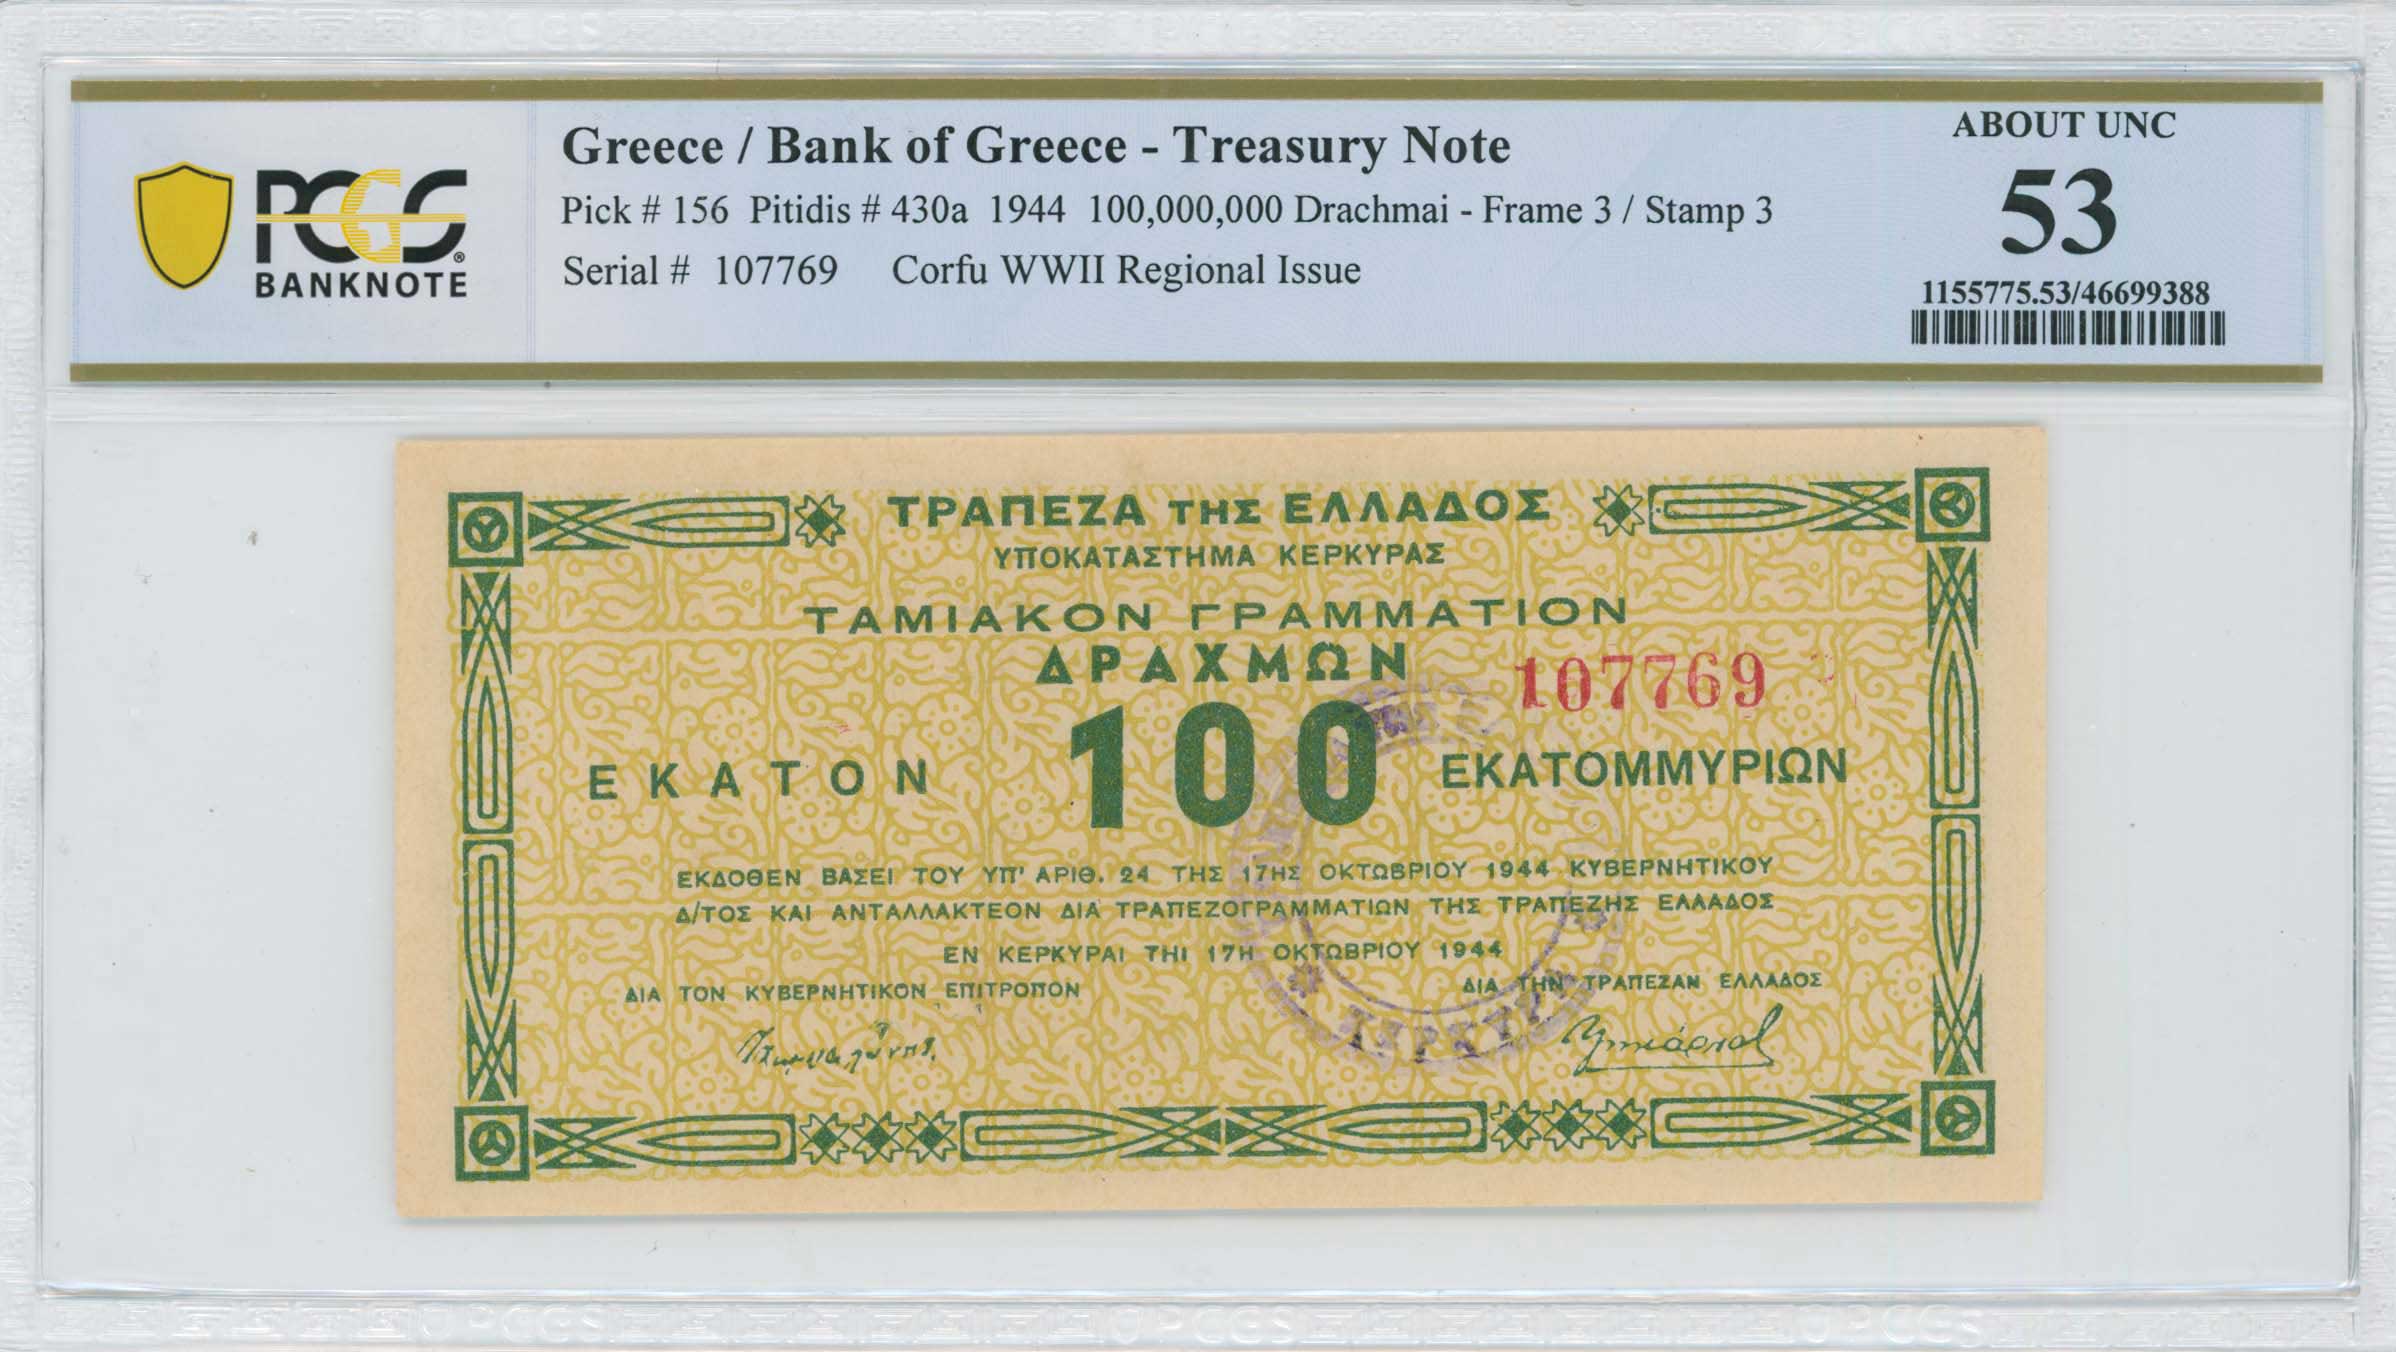 PCGS
BANKNOTE
Greece / Bank of Greece - Treasury Note
Pick # 156 Pitidis # 430a 1944 100,000,000 Drachmai - Frame 3 / Stamp 3
Serial # 107769 Corfu WWII Regional Issue
ABOUT UNC
53
1155775.53/46699388
ΤΡΑΠΕΖΑ ΤΗΣ ΕΛΛΑΔΟΣ
ΥΠΟΚΑΤΑΣΤΗΜΑ ΚΕΡΚΥΡΑΣ
ΤΑΜΙΑΚΟΝ ΓΡΑΜΜΑΤΙΟΝ
ΔΡΑΧΜΩΝ
107769
ΕΚΑΤΟΝ 100 ΕΚΑΤΟΜΜΥΡΙΩΝ
ΕΚΔΟΘΕΝ ΒΑΣΕΙ ΤΟΥ ΥΠ' ΑΡΙΘ. 24 ΤΗΣ 17ΗΣ ΟΚΤΩΒΡΙΟΥ 1944 ΚΥΒΕΡΝΗΤΙΚΟΥ
Δ/ΤΟΣ ΚΑΙ ΑΝΤΑΛΛΑΚΤΕΟΝ ΔΙΑ ΤΡΑΠΕΖΟΓΡΑΜΜΑΤΙΩΝ ΤΗΣ ΤΡΑΠΕΖΗΣ ΕΛΛΑΔΟΣ
ΕΝ ΚΕΡΚΥΡΑΙ ΤΗΙ 17Η ΟΚΤΩΒΡΙΟΥ 1944
ΔΙΑ ΤΟΝ ΚΥΒΕΡΝΗΤΙΚΟΝ ΕΠΙΤΡΟΠΟΝ
ΔΙΑ ΤΗΝ ΤΡΑΠΕΖΑΝ ΕΛΛΑΔΟΣ